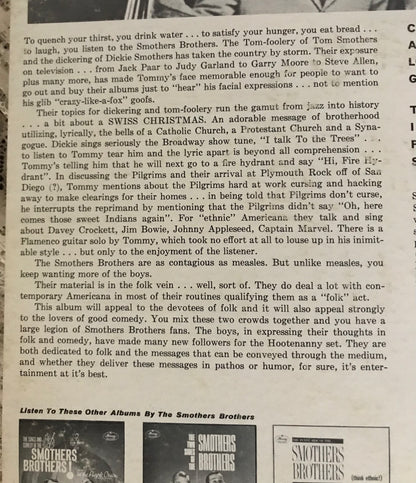 To quench your thirst, you drink water . . . to satisfy your hunger, you eat bread . . .
to laugh, you listen to the Smothers Brothers. The Tom-foolery of Tom Smothers
and the dickering of Dickie Smothers has taken the country by storm. Their exposure
on television . . . from Jack Paar to Judy Garland to Garry Moore to Steve Allen,
plus many more, has made Tommy's face memorable enough for people to want to
go out and buy their albums just to "hear" his facial expressions . . . not to mention
his glib "crazy-like-a-fox" goofs.
Their topics for dickering and tom-foolery run the gamut from jazz into history
. . . a bit about a SWISS CHRISTMAS. An adorable message of brotherhood
utilizing, lyrically, the bells of a Catholic Church, a Protestant Church and a Syna-
gogue. Dickie sings seriously the Broadway show tune, "I Talk To The Trees" . . .
to listen to Tommy tear him and the lyric apart is beyond all comprehension . . .
Tommy's telling him that he will next go to a fire hydrant and say "Hi, Fire Hy-
drant". In discussing the Pilgrims and their arrival at Plymouth Rock off of San
Diego (?), Tommy mentions about the Pilgrims hard at work cursing and hacking
away to make clearings for their homes . . . in being told that Pilgrims don't curse,
he interrupts the reprimand by mentioning that the Pilgrims didn't say "Oh, here
comes those sweet Indians again". For "ethnic" Americana they talk and sing
about Davey Crockett, Jim Bowie, Johnny Appleseed, Captain Marvel. There is a
Flamenco guitar solo by Tommy, which took no effort at all to louse up in his inimit-
able style . . . but only to the enjoyment of the listener.
The Smothers Brothers are as contagious as measles. But unlike measles, you
keep wanting more of the boys.
Their material is in the folk vein . . . well, sort of. They do deal a lot with con-
temporary Americana in most of their routines qualifying them as a "folk" act.
This album will appeal to the devotees of folk and it will also appeal strongly
to the lovers of good comedy. You mix these two crowds together and you have a
large legion of Smothers Brothers fans. The boys, in expressing their thoughts in
folk and comedy, have made many new followers for the Hootenanny set. They are
both dedicated to folk and the messages that can be conveyed through the medium,
and whether they deliver these messages in pathos or humor, for sure, it's enter-
tainment at it's best.
Listen To These Other Albums By The Smothers Brothers
SMOTHERS
BROTHERS!
THE TWO SIDES OF THE
SMOTHERS
BROTHERS
SMOTHERS
BROTHERS
(think ethnic!)